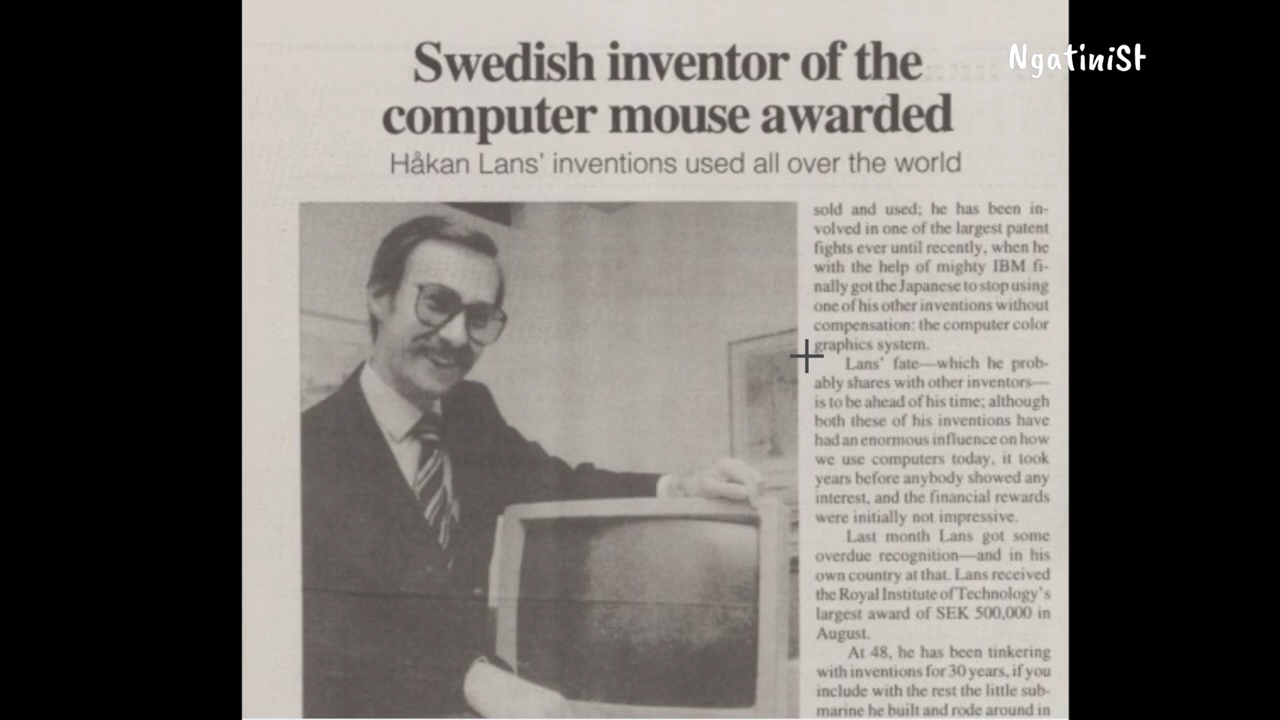 NgatiniSt
Swedish inventor of the
computer mouse awarded
Håkan Lans' inventions used all over the world
sold and used; he has been in-
volved in one of the largest patent
fights ever until recently, when he
with the help of mighty IBM fi-
nally got the Japanese to stop using
one of his other inventions without
compensation: the computer color
graphics system.
Lans' fate—which he prob-
ably shares with other inventors—
is to be ahead of his time; although
both these of his inventions have
had an enormous influence on how
we use computers today, it took
years before anybody showed any
interest, and the financial rewards
were initially not impressive.
Last month Lans got some
overdue recognition—and in his
own country at that. Lans received
the Royal Institute of Technology's
largest award of SEK 500,000 in
August.
At 48, he has been tinkering
with inventions for 30 years, if you
include with the rest the little sub-
marine he built and rode around in